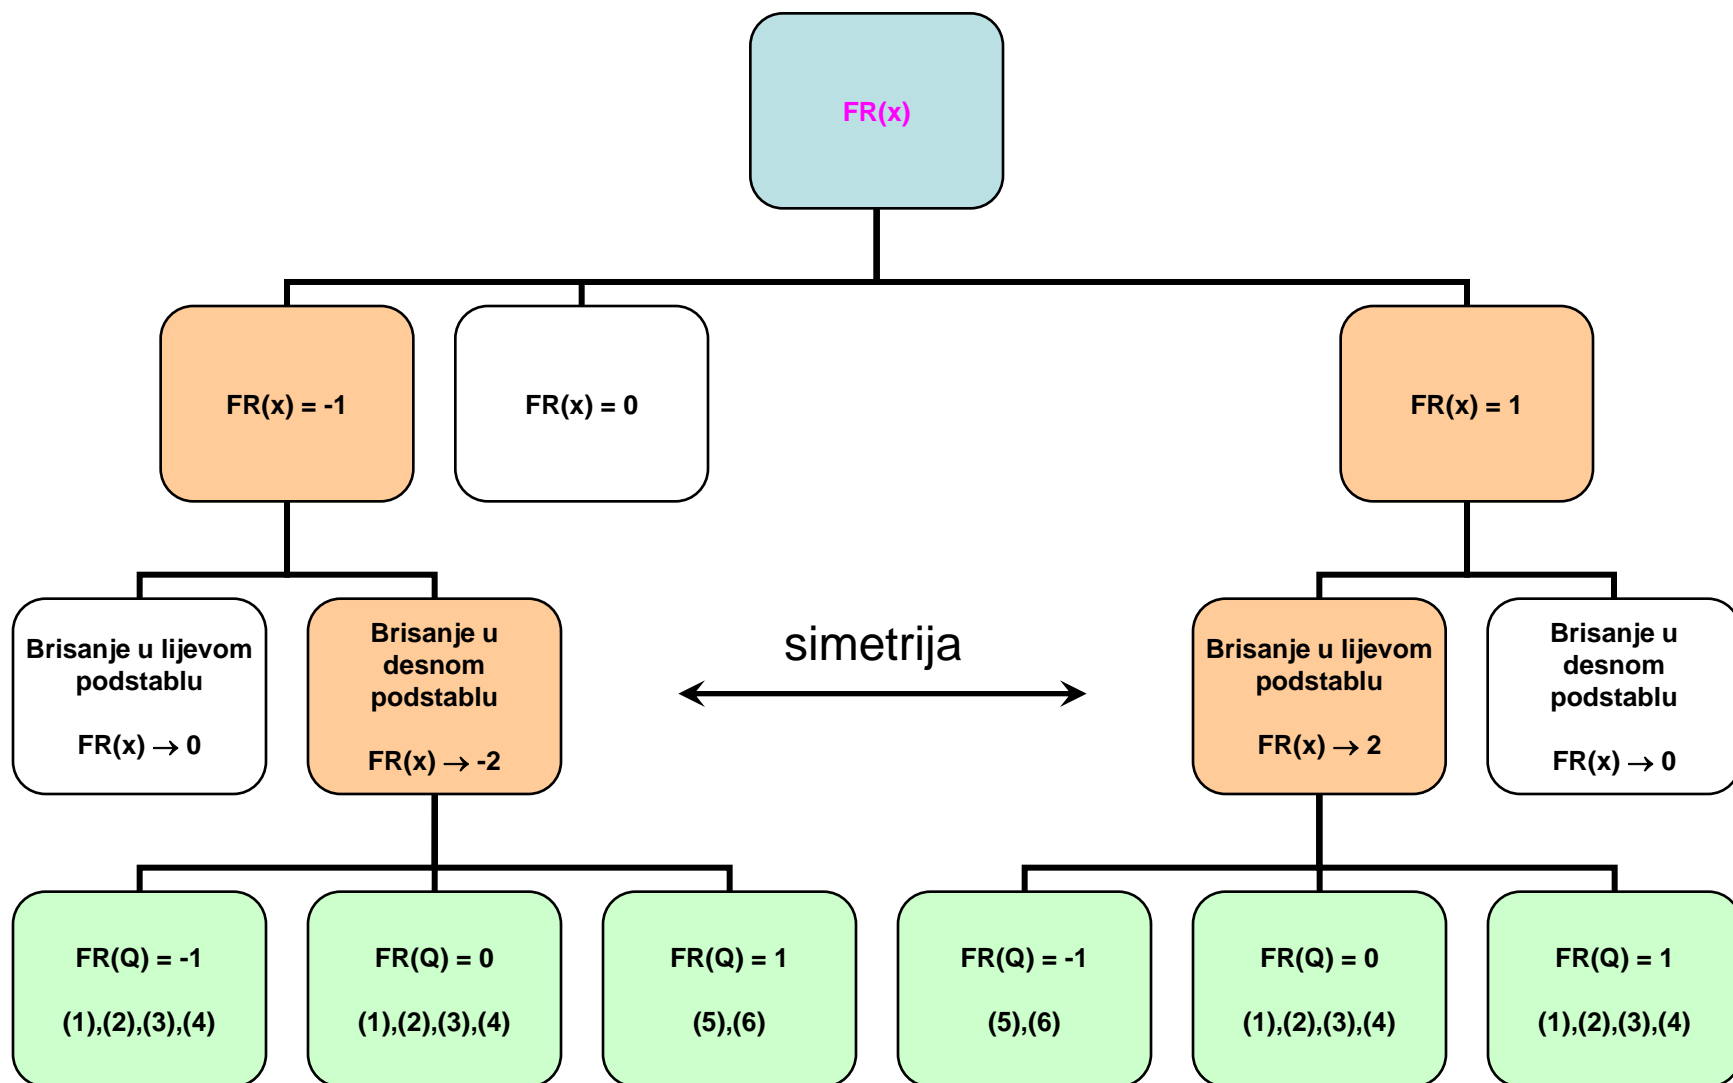 FR(x)
FR(x) = -1
FR(x) = 0
FR(x) = 1
Brisanje u lijevom
podstablu
FR(x) → 0
Brisanje u
desnom
podstablu
FR(x) → -2
simetrija
Brisanje u lijevom
podstablu
FR(x) → 2
Brisanje u
desnom
podstablu
FR(x) → 0
FR(Q) = -1
(1),(2),(3),(4)
FR(Q) = 0
(1),(2),(3),(4)
FR(Q) = 1
(5),(6)
FR(Q) = -1
(5),(6)
FR(Q) = 0
(1),(2),(3),(4)
FR(Q) = 1
(1),(2),(3),(4)